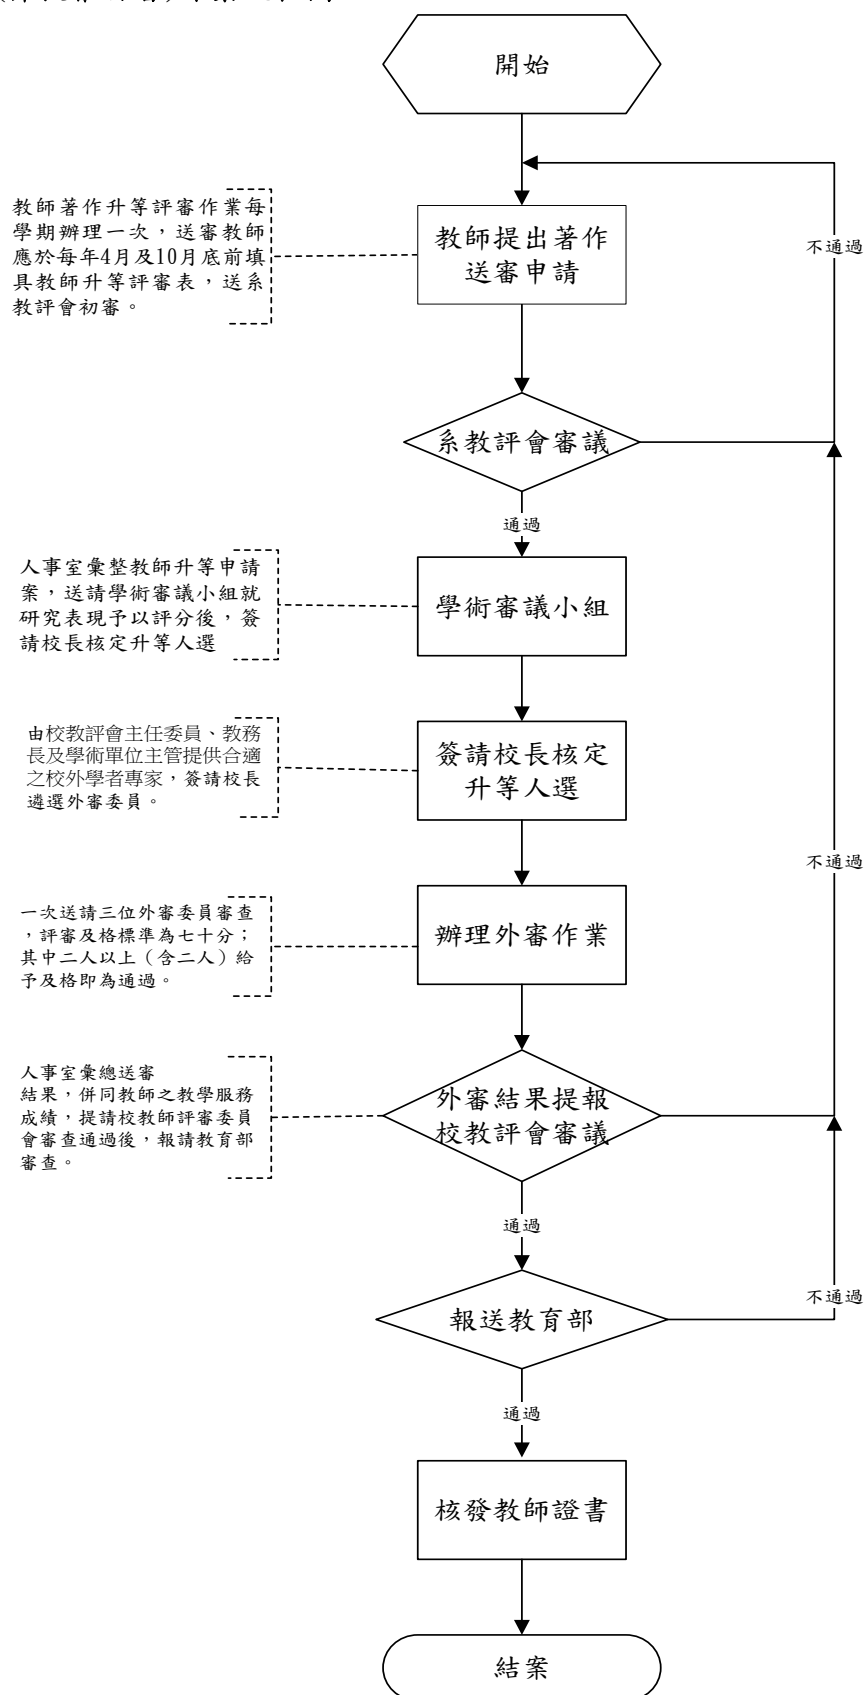 開始
教師著作升等評審作業每
學期辦理一次，送審教師
應於每年4月及10月底前填
具教師升等評審表，送系
教評會初審。
教師提出著作
送審申請
不通過
系教評會審議
通過
人事室彙整教師升等申請
案，送請學術審議小組就
研究表現予以評分後，簽
請校長核定升等人選
學術審議小組
由校教評會主任委員、教務
長及學術單位主管提供合適
之校外學者專家，簽請校長
遴選外審委員。
簽請校長核定
升等人選
不通過
一次送請三位外審委員審查
，評審及格標準為七十分；
其中二人以上（含二人）給
予及格即為通過。
辦理外審作業
人事室彙總送審
結果，併同教師之教學服務
成績，提請校教師評審委員
會審查通過後，報請教育部
審查。
外審結果提報
校教評會審議
通過
不通過
報送教育部
通過
核發教師證書
結案